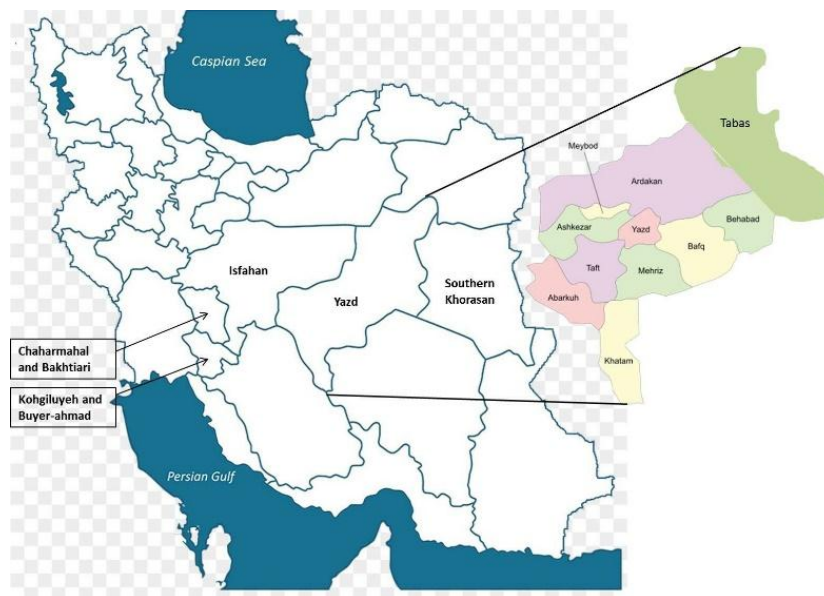 Caspian Sea
Isfahan
Yazd
Southern
Khorasan
Chaharmahal
and Bakhtiari
Kohgiluyeh and
Buyer-ahmad
Persian Gulf
Tabas
Meybod
Ardakan
Ashkezar
Yazd
Behabad
Bafq
Taft
Mehriz
Abarkuh
Khatam